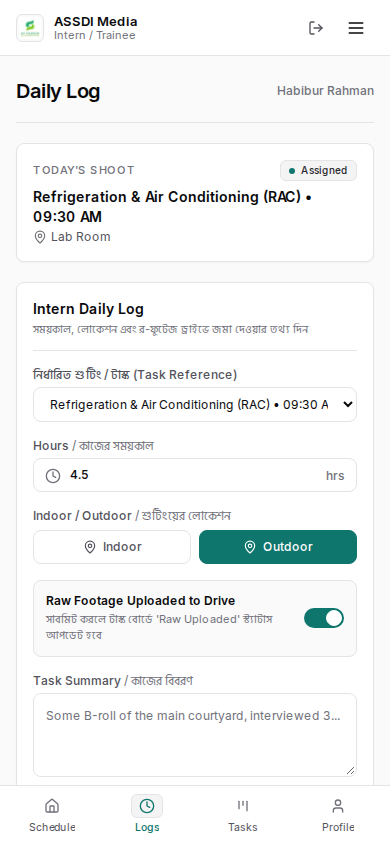 ASSDI Media
Intern / Trainee
Daily Log
Habibur Rahman
TODAY'S SHOOT
Assigned
Refrigeration & Air Conditioning (RAC) •
09:30 AM
Lab Room
Intern Daily Log
সময়কাল, লোকেশন এবং র-ফুটেজ ড্রাইভে জমা দেওয়ার তথ্য দিন
নির্ধারিত শুটিং / টাস্ক (Task Reference)
Refrigeration & Air Conditioning (RAC) • 09:30 A
Hours / কাজের সময়কাল
4.5
hrs
Indoor / Outdoor / শুটিংয়ের লোকেশন
Indoor
Outdoor
Raw Footage Uploaded to Drive
সাবমিট করলে টাস্ক বোর্ডে 'Raw Uploaded' স্ট্যাটাস
আপডেট হবে
Task Summary / কাজের বিবরণ
Some B-roll of the main courtyard, interviewed 3...
Schedule
Logs
Tasks
Profile